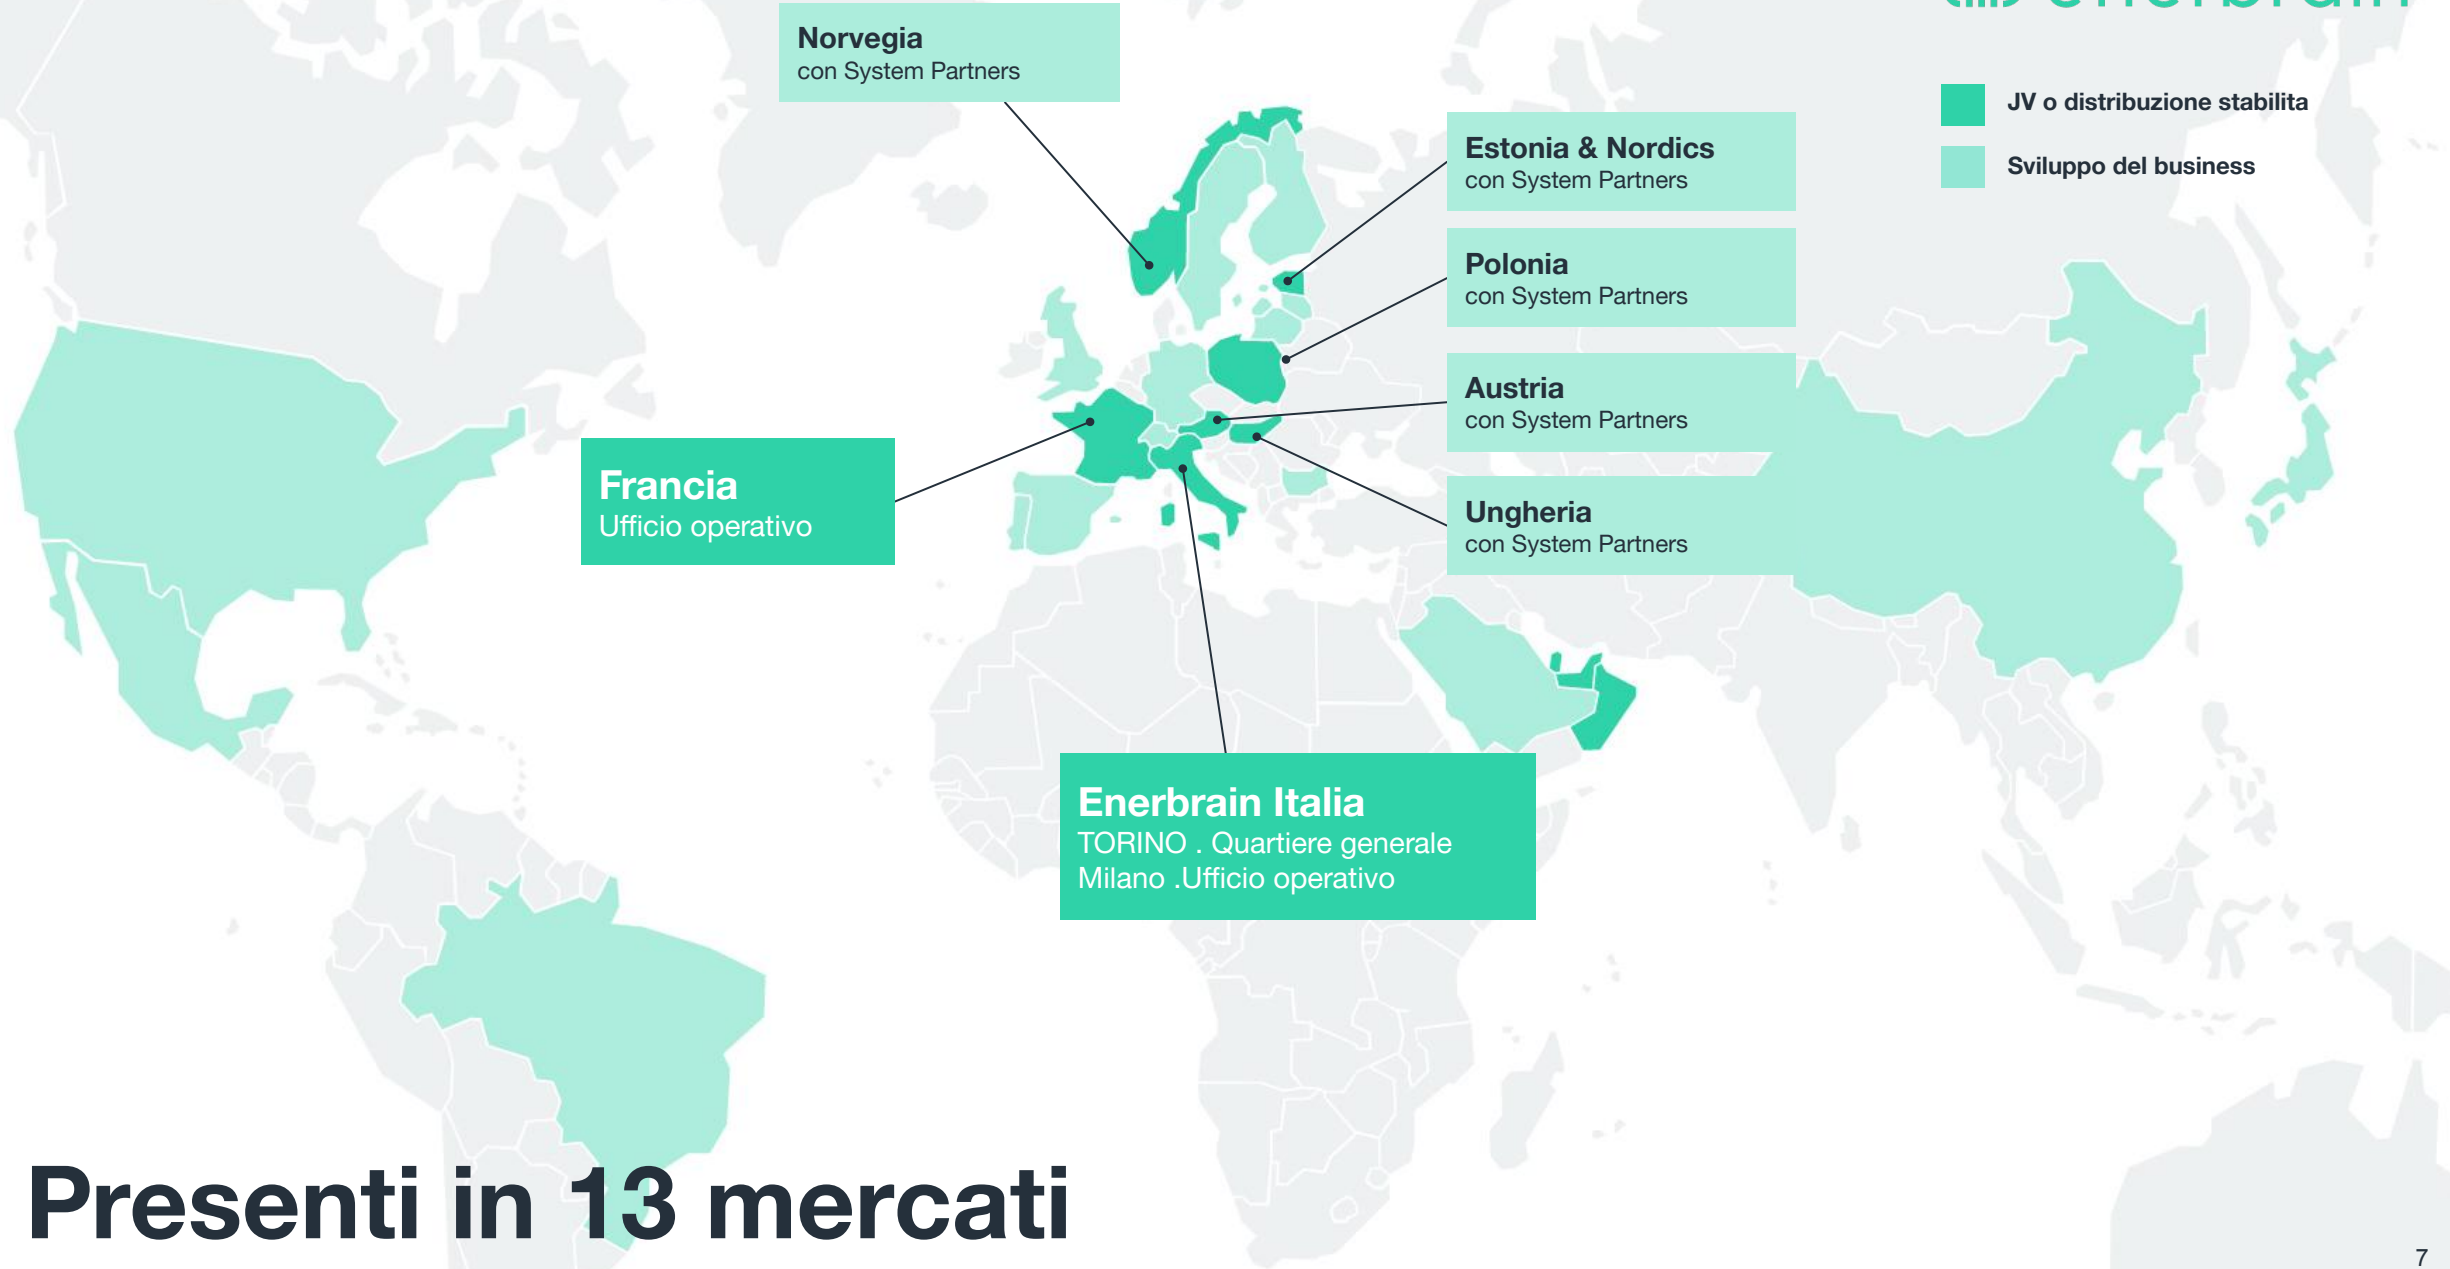 enerbrain
Norvegia
con System Partners
JV o distribuzione stabilita
Sviluppo del business
Estonia & Nordics
con System Partners
Polonia
con System Partners
Austria
con System Partners
Ungheria
con System Partners
Francia
Ufficio operativo
Enerbrain Italia
TORINO . Quartiere generale
Milano .Ufficio operativo
Presenti in 13 mercati
7